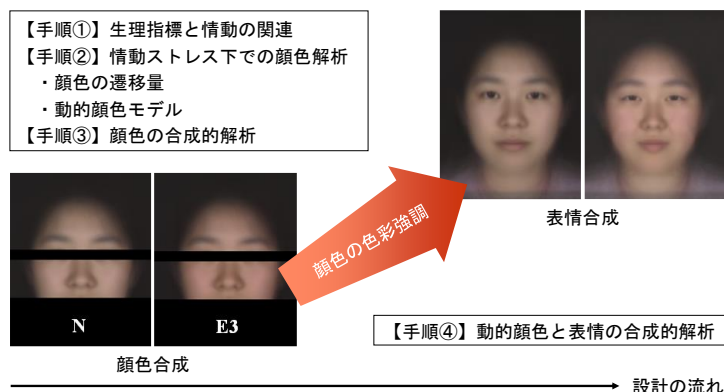 【手順①】生理指標と情動の関連
【手順②】情動ストレス下での顔色解析
・顔色の遷移量
・動的顔色モデル
【手順③】顔色の合成的解析
表情合成
顔色の色彩強調
N
E3
【手順④】動的顔色と表情の合成的解析
顔色合成
設計の流れ